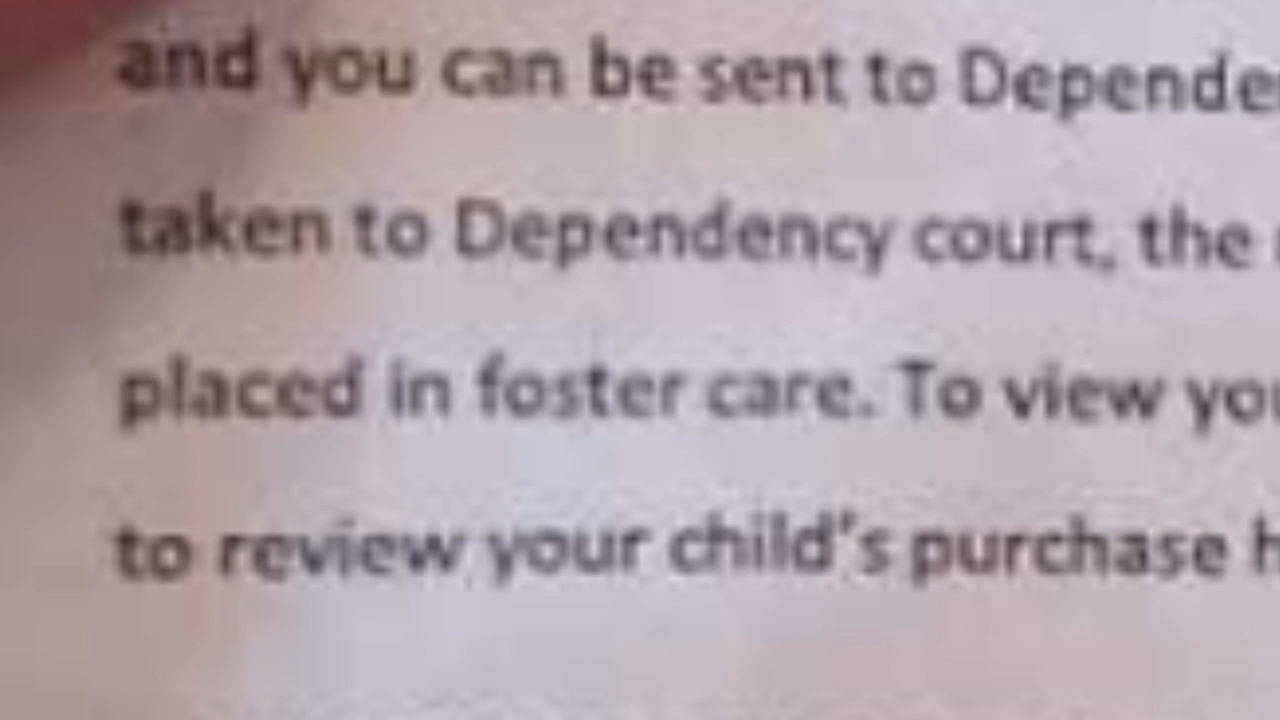 and you can be sent to
taken to Dependency court, the
placed in foster care. To view
to review your child's purchase